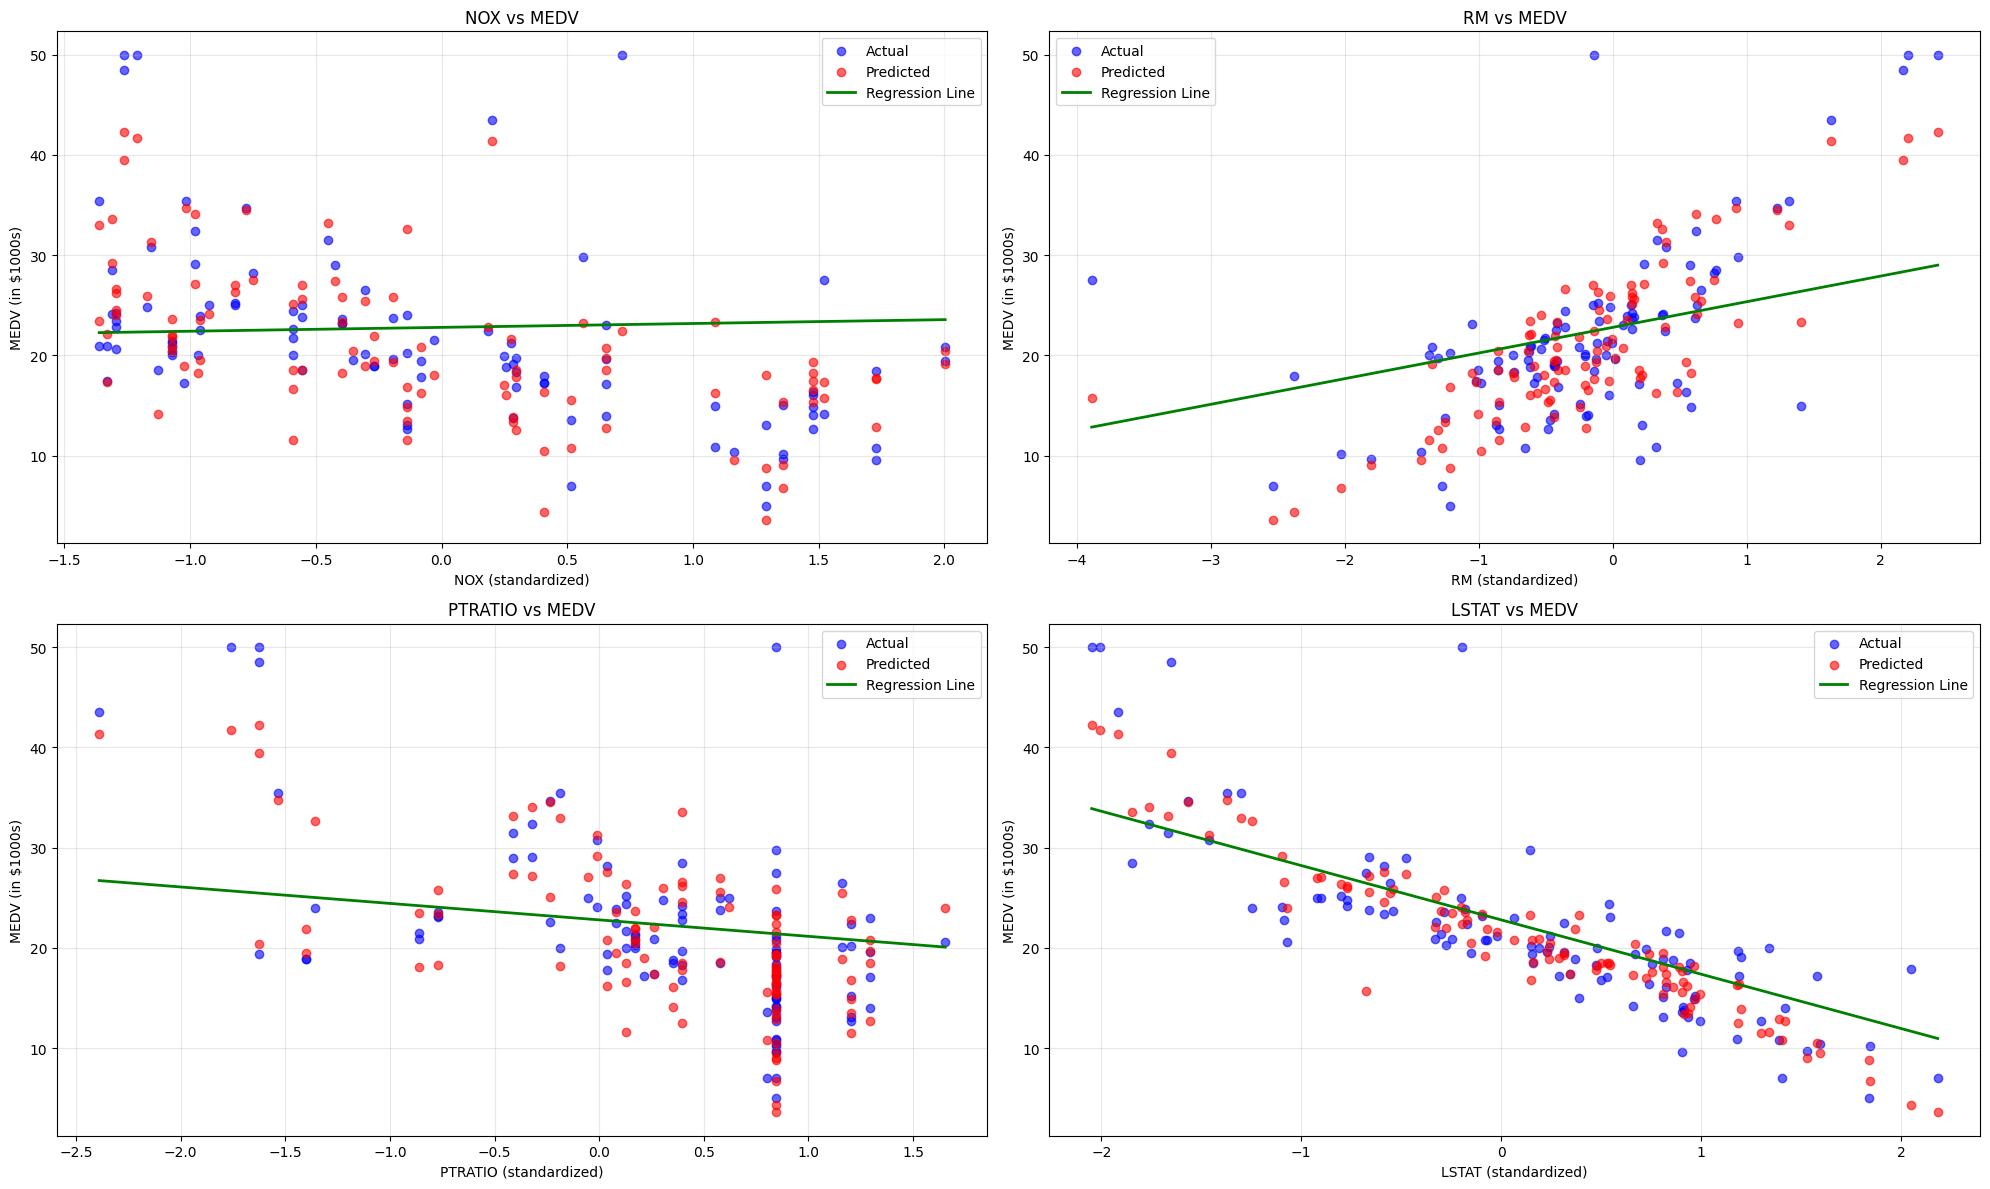 NOX vs MEDV
50
40
30
20
10
MEDV (in $1000s)
Actual
Predicted
Regression Line
−1.5 −1.0 −0.5 0.0 0.5 1.0 1.5 2.0
NOX (standardized)
RM vs MEDV
50
40
30
20
10
MEDV (in $1000s)
Actual
Predicted
Regression Line
−4 −3 −2 −1 0 1 2
RM (standardized)
PTRATIO vs MEDV
50
40
30
20
10
MEDV (in $1000s)
Actual
Predicted
Regression Line
−2.5 −2.0 −1.5 −1.0 −0.5 0.0 0.5 1.0 1.5
PTRATIO (standardized)
LSTAT vs MEDV
50
40
30
20
10
MEDV (in $1000s)
Actual
Predicted
Regression Line
−2 −1 0 1 2
LSTAT (standardized)